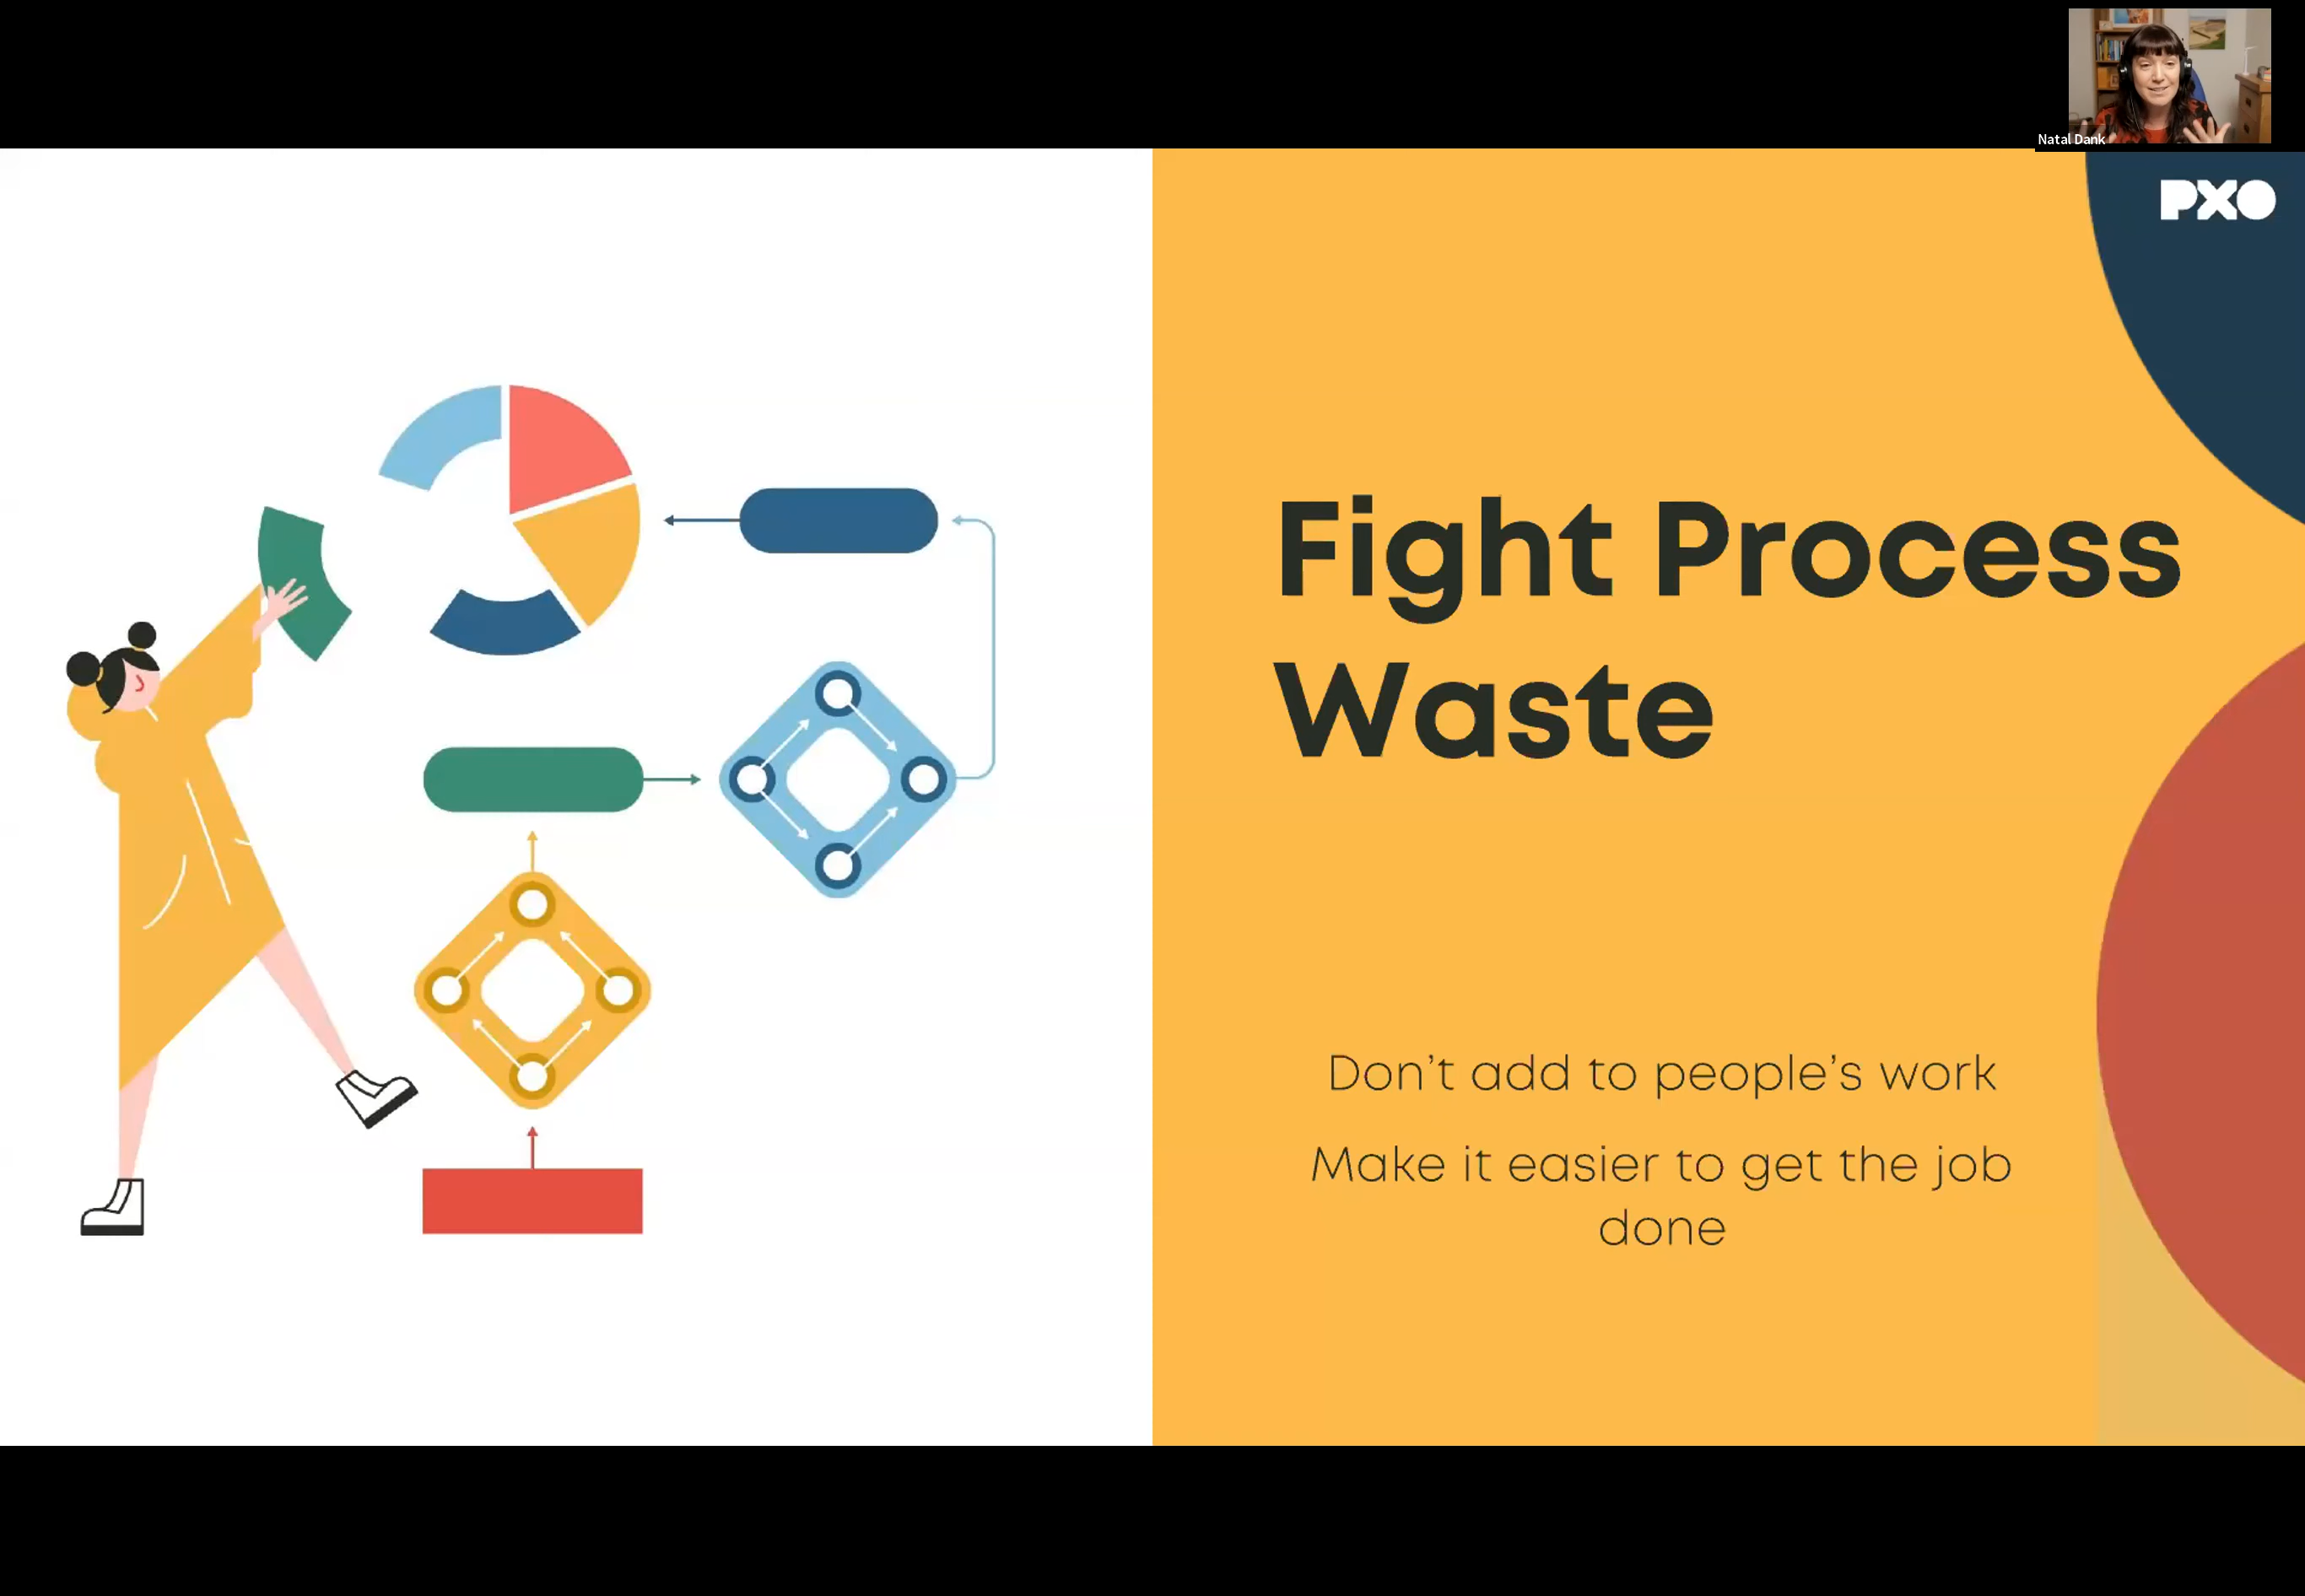 Natal Dank
PXO
Fight Process
Waste
Don't add to people's work
Make it easier to get the job
done